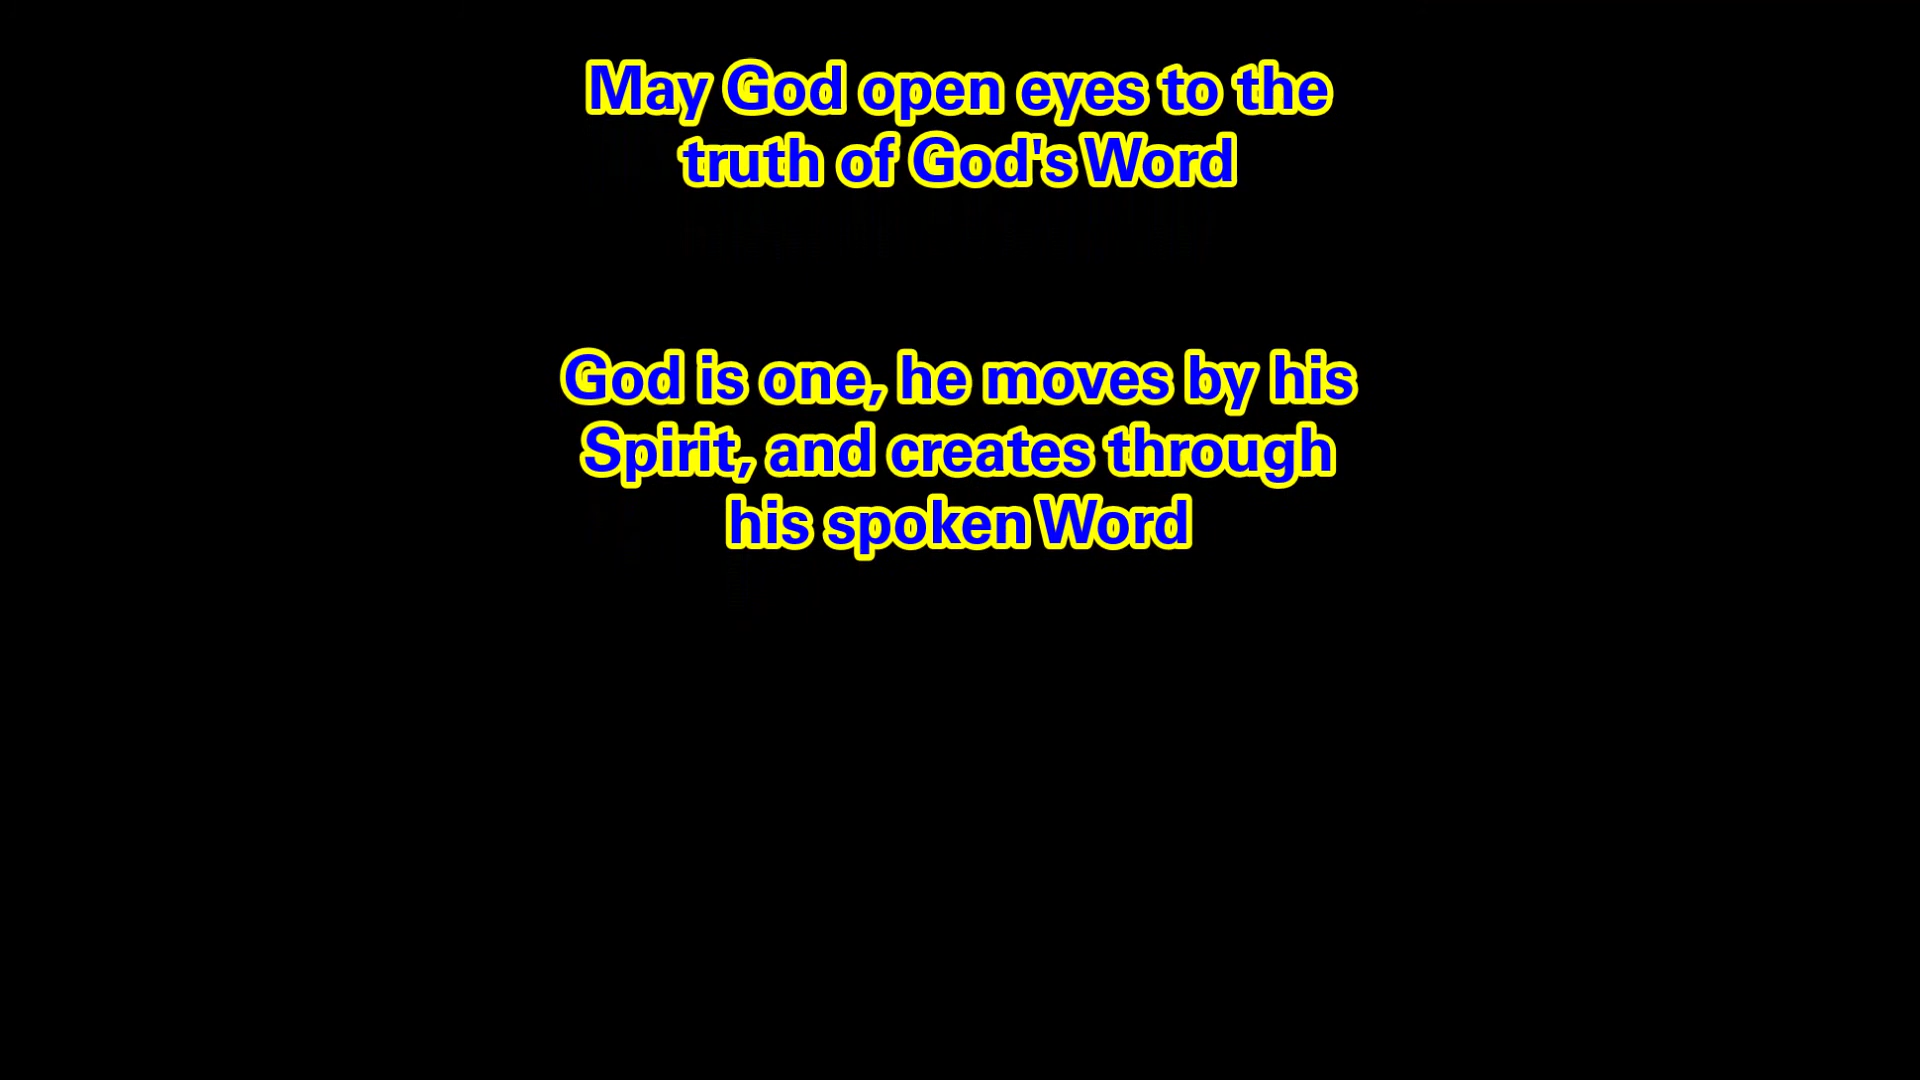 May God open eyes to the
truth of God's Word
God is one, he moves by his
Spirit, and creates through
his spoken Word